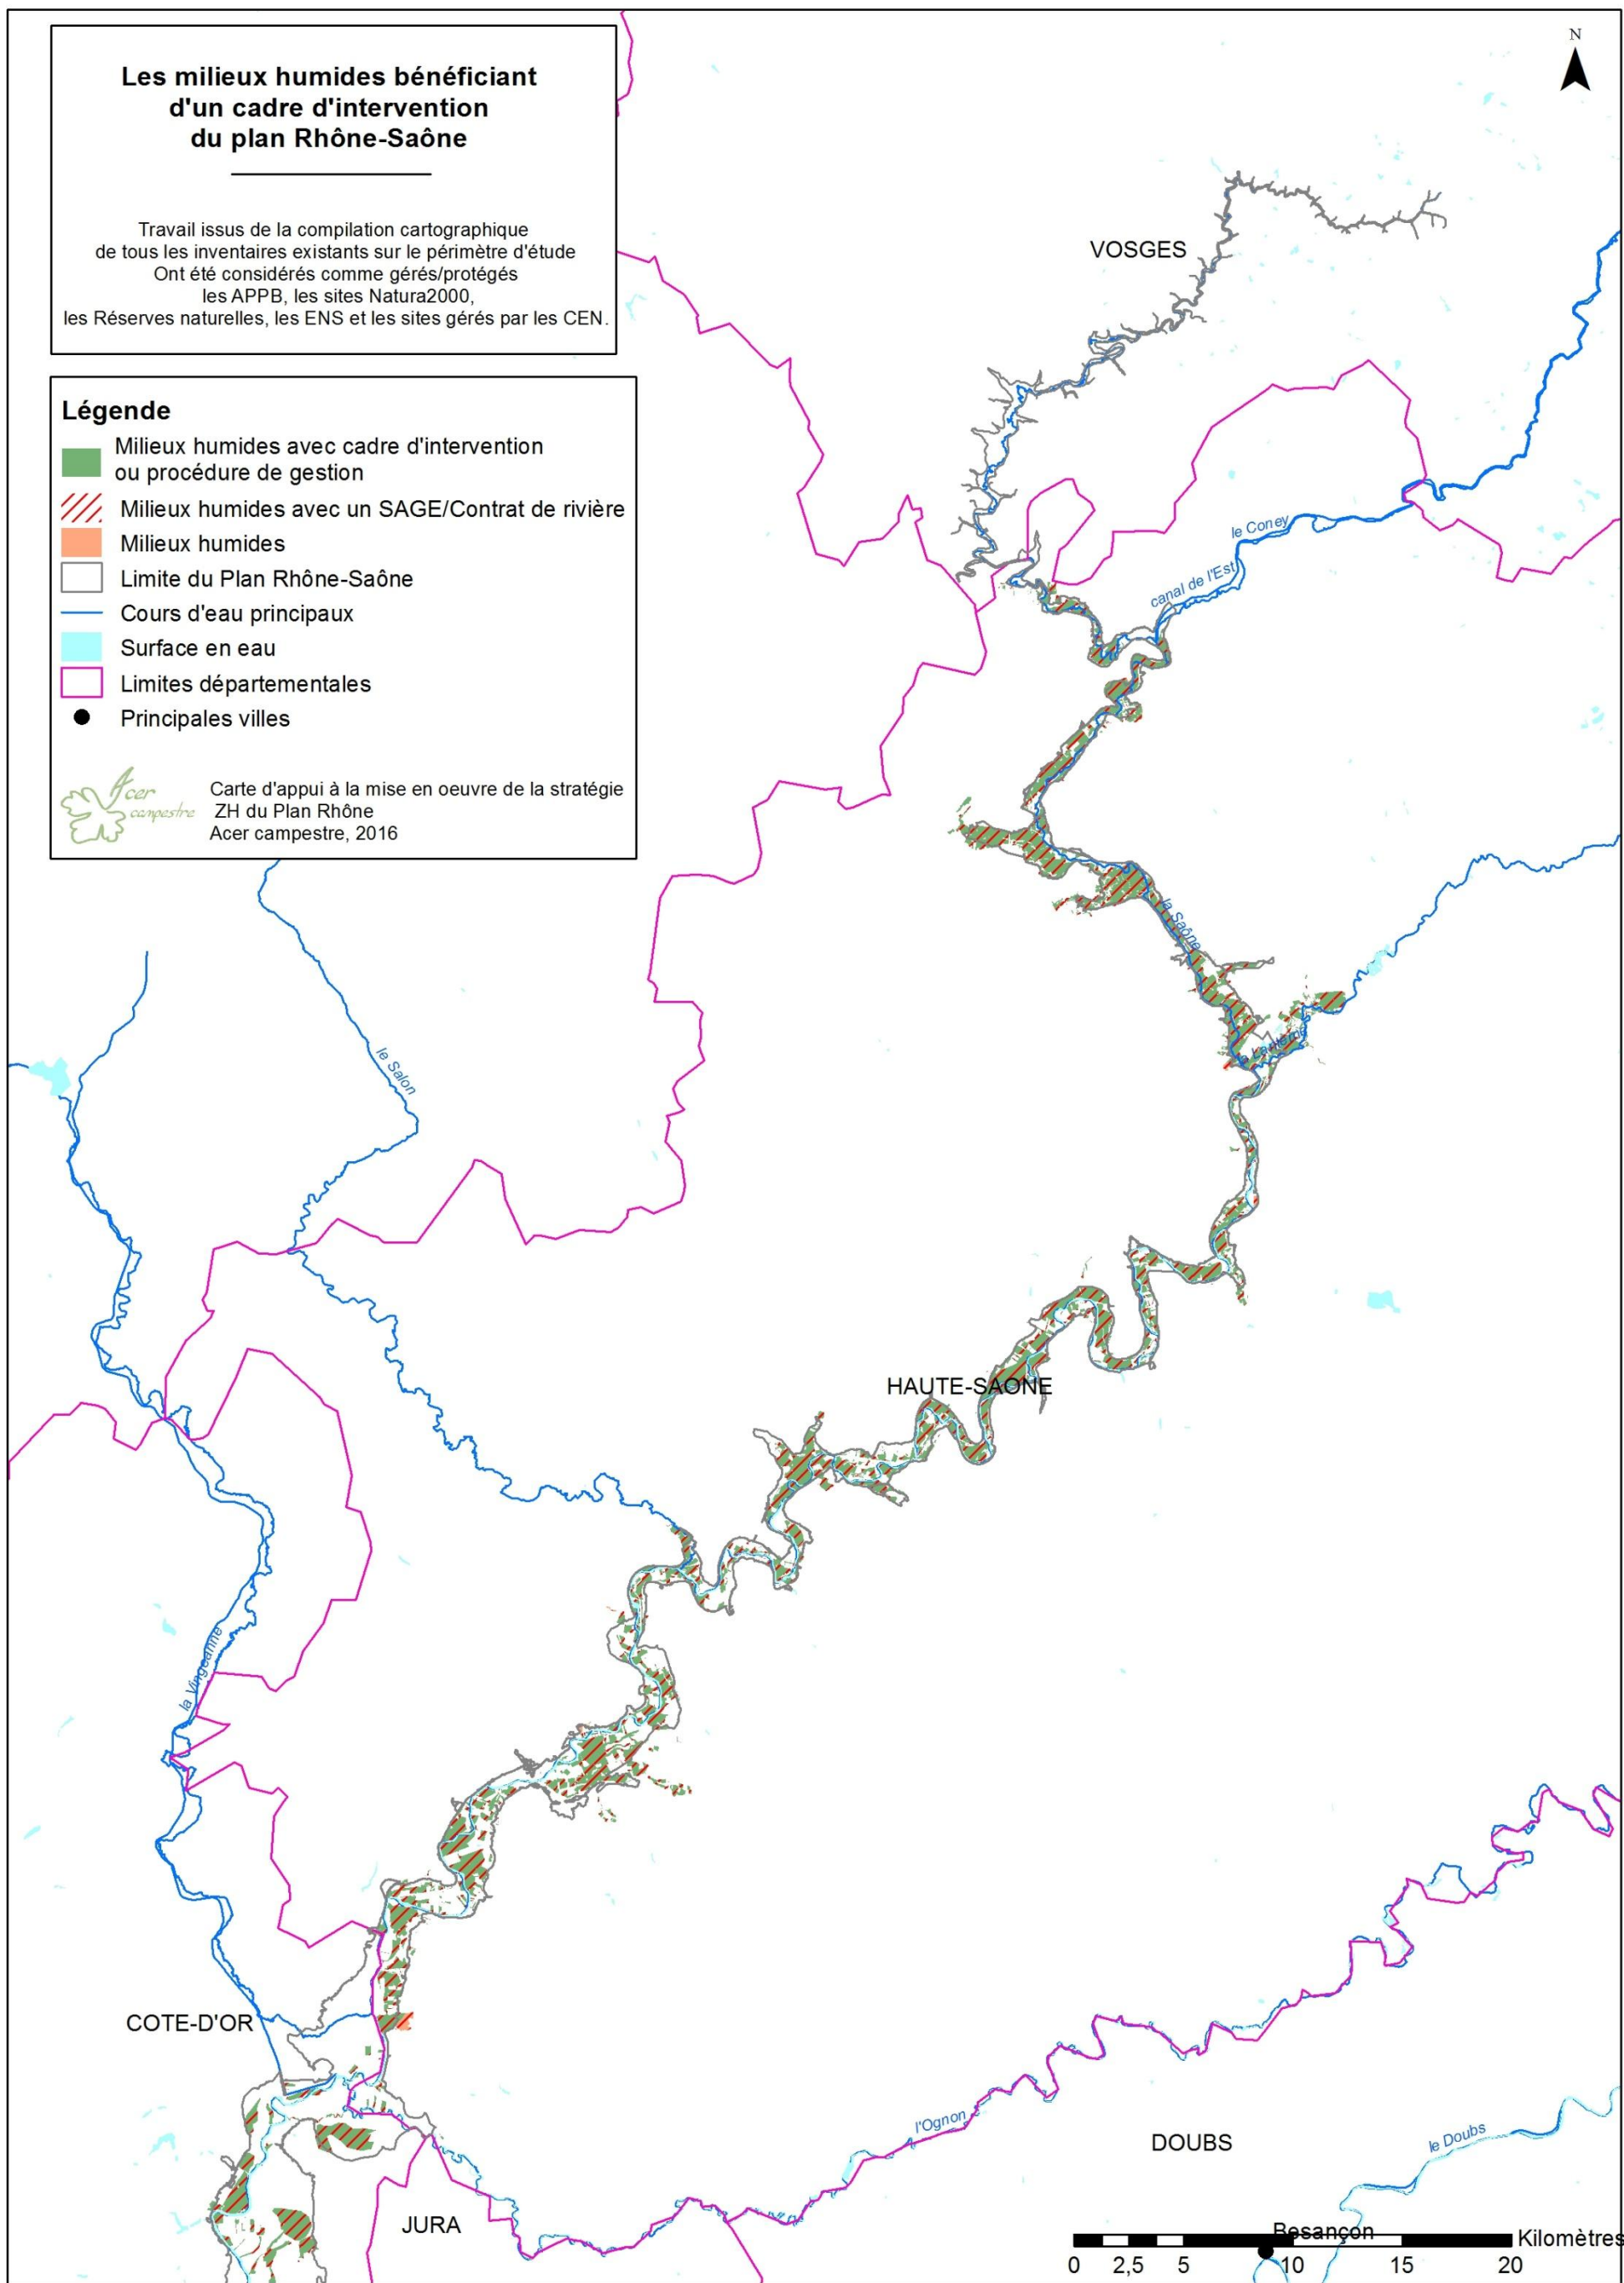 Les milieux humides bénéficiant
d'un cadre d'intervention
du plan Rhône-Saône
Travail issus de la compilation cartographique
de tous les inventaires existants sur le périmètre d'étude
Ont été considérés comme gérés/protégés
les APPB, les sites Natura2000,
les Réserves naturelles, les ENS et les sites gérés par les CEN.
N
Légende
Milieux humides avec cadre d'intervention
ou procédure de gestion
Milieux humides avec un SAGE/Contrat de rivière
Milieux humides
Limite du Plan Rhône-Saône
Cours d'eau principaux
Surface en eau
Limites départementales
Principales villes
Acer
campestre
Carte d'appui à la mise en oeuvre de la stratégie
ZH du Plan Rhône
Acer campestre, 2016
VOSGES
le Coney
canal de l'Est
la Saône
la Lanterne
le Salon
HAUTE-SAONE
la Vingeanne
COTE-D'OR
l'Ognon
DOUBS
le Doubs
JURA
Besançon
Kilomètres
0 2,5 5 10 15 20